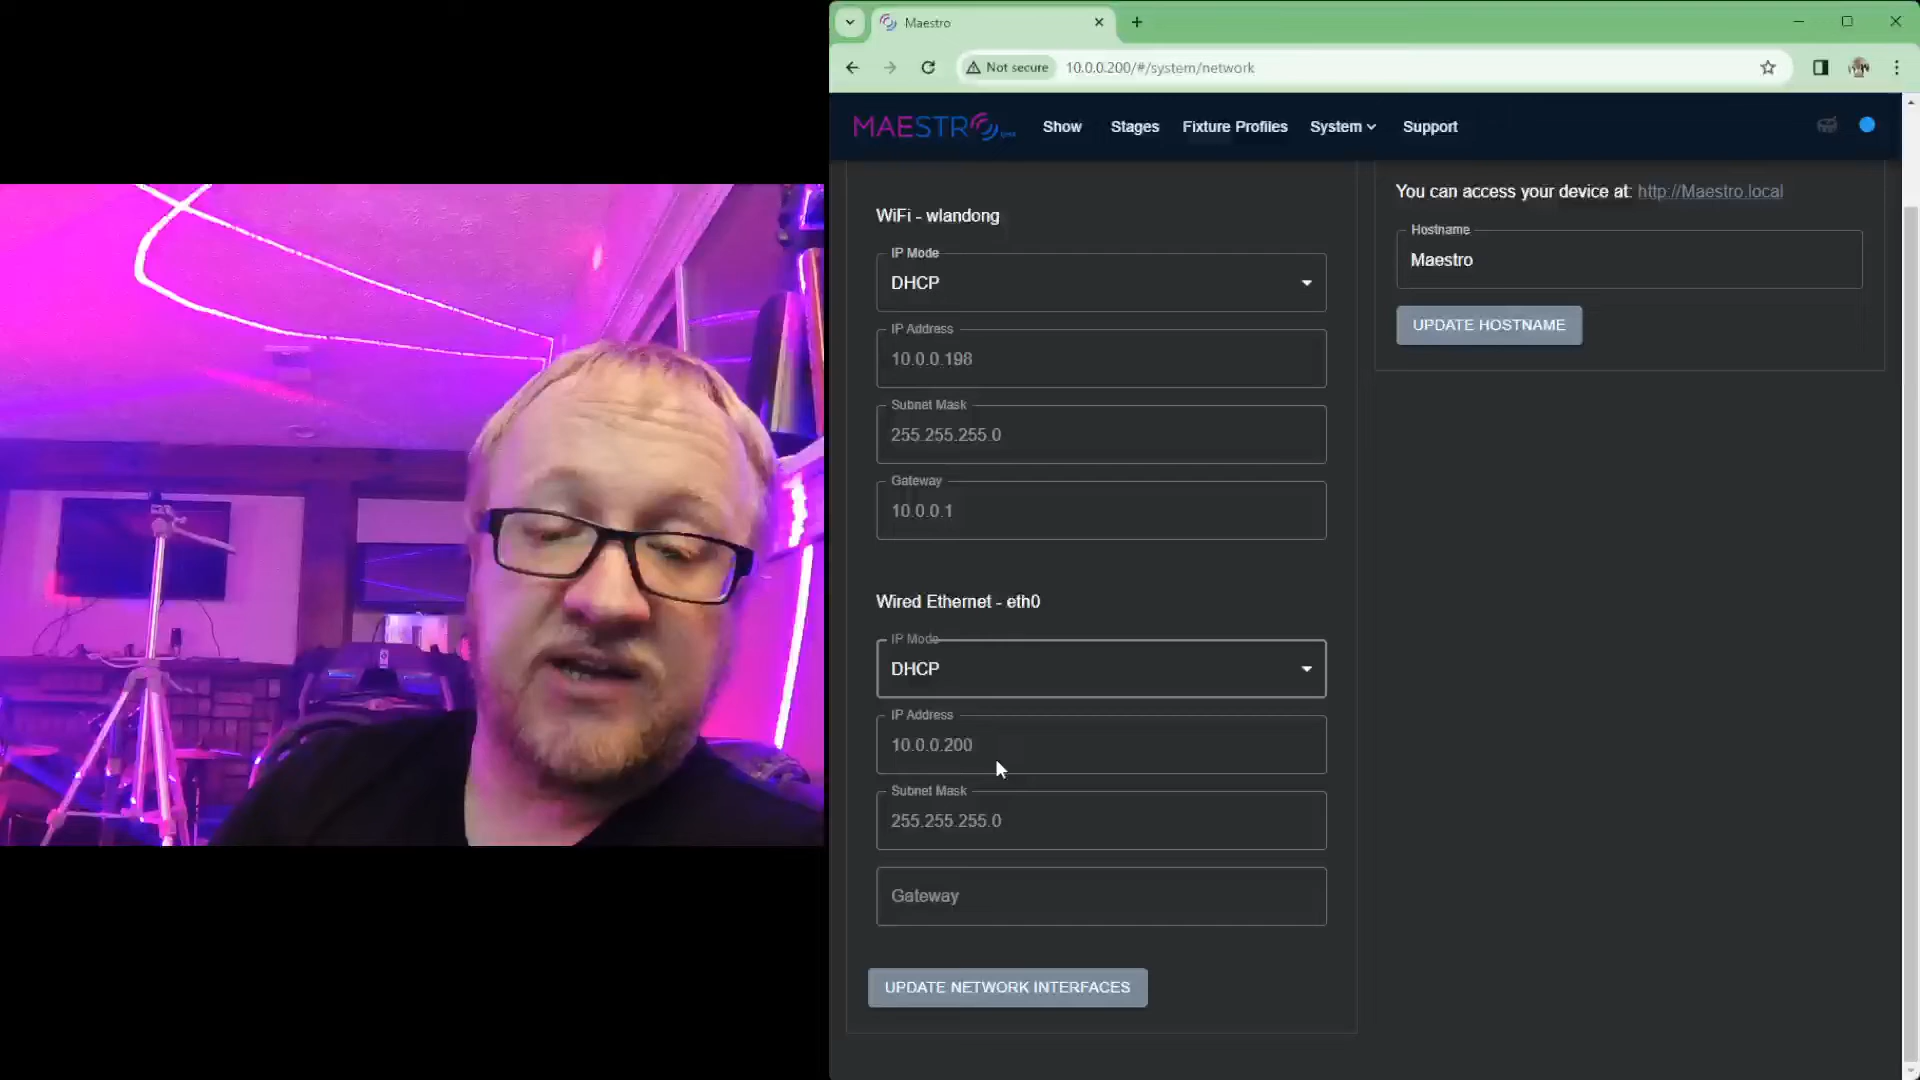 Maestro
Not secure
10.0.0.200/#/system/network
MAESTRO
Show
Stages
Fixture Profiles
System
Support
WiFi - wlandong
IP Mode
DHCP
IP Address
10.0.0.198
Subnet Mask
255.255.255.0
Gateway
10.0.0.1
Wired Ethernet - eth0
IP Mode
DHCP
IP Address
10.0.0.200
Subnet Mask
255.255.255.0
Gateway
UPDATE NETWORK INTERFACES
You can access your device at: http://Maestro.local
Hostname
Maestro
UPDATE HOSTNAME